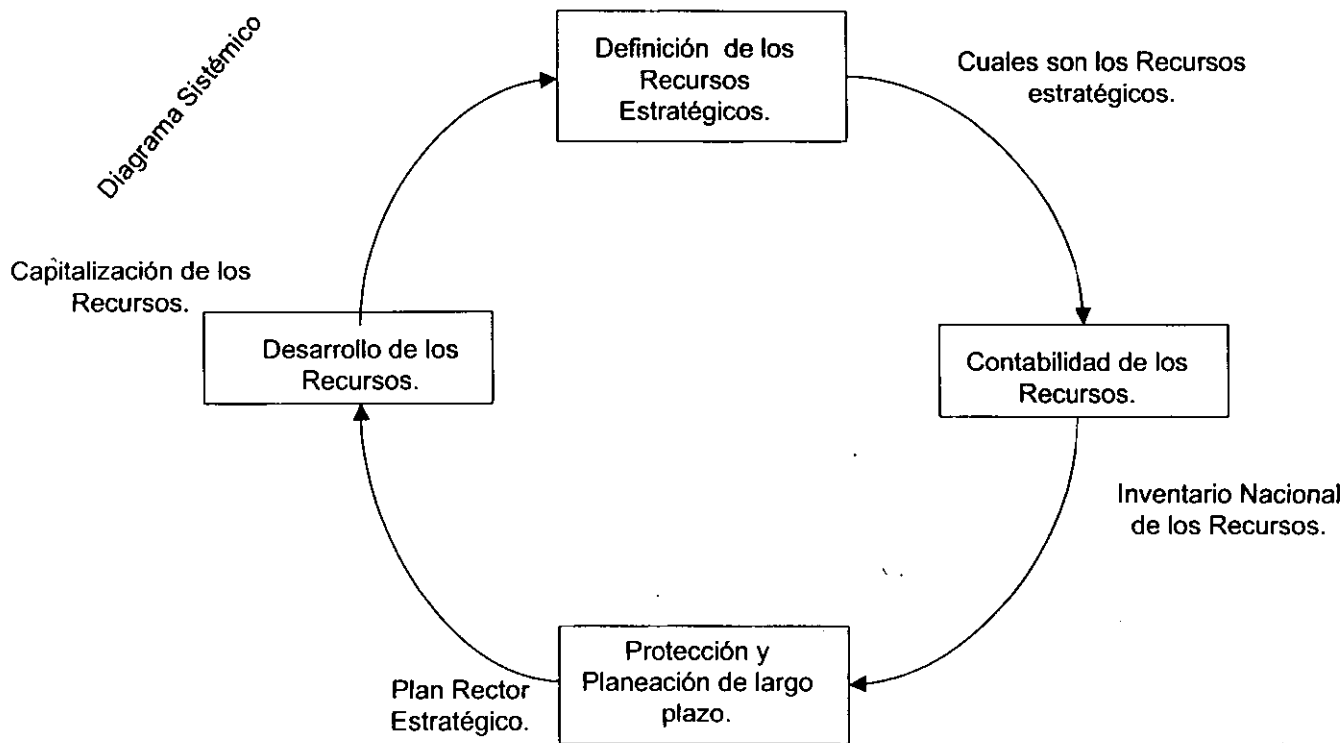 Diagrama Sistémico
Definición de los
Recursos
Estratégicos.
Cuales son los Recursos
estratégicos.
Capitalización de los
Recursos.
Desarrollo de los
Recursos.
Contabilidad de los
Recursos.
Inventario Nacional
de los Recursos.
Protección y
Planeación de largo
plazo.
Plan Rector
Estratégico.